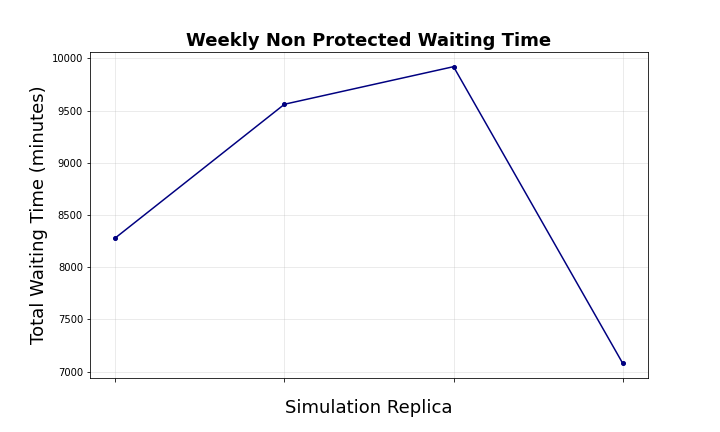 Weekly Non Protected Waiting Time
Total Waiting Time (minutes)
10000
9500
9000
8500
8000
7500
7000
Simulation Replica